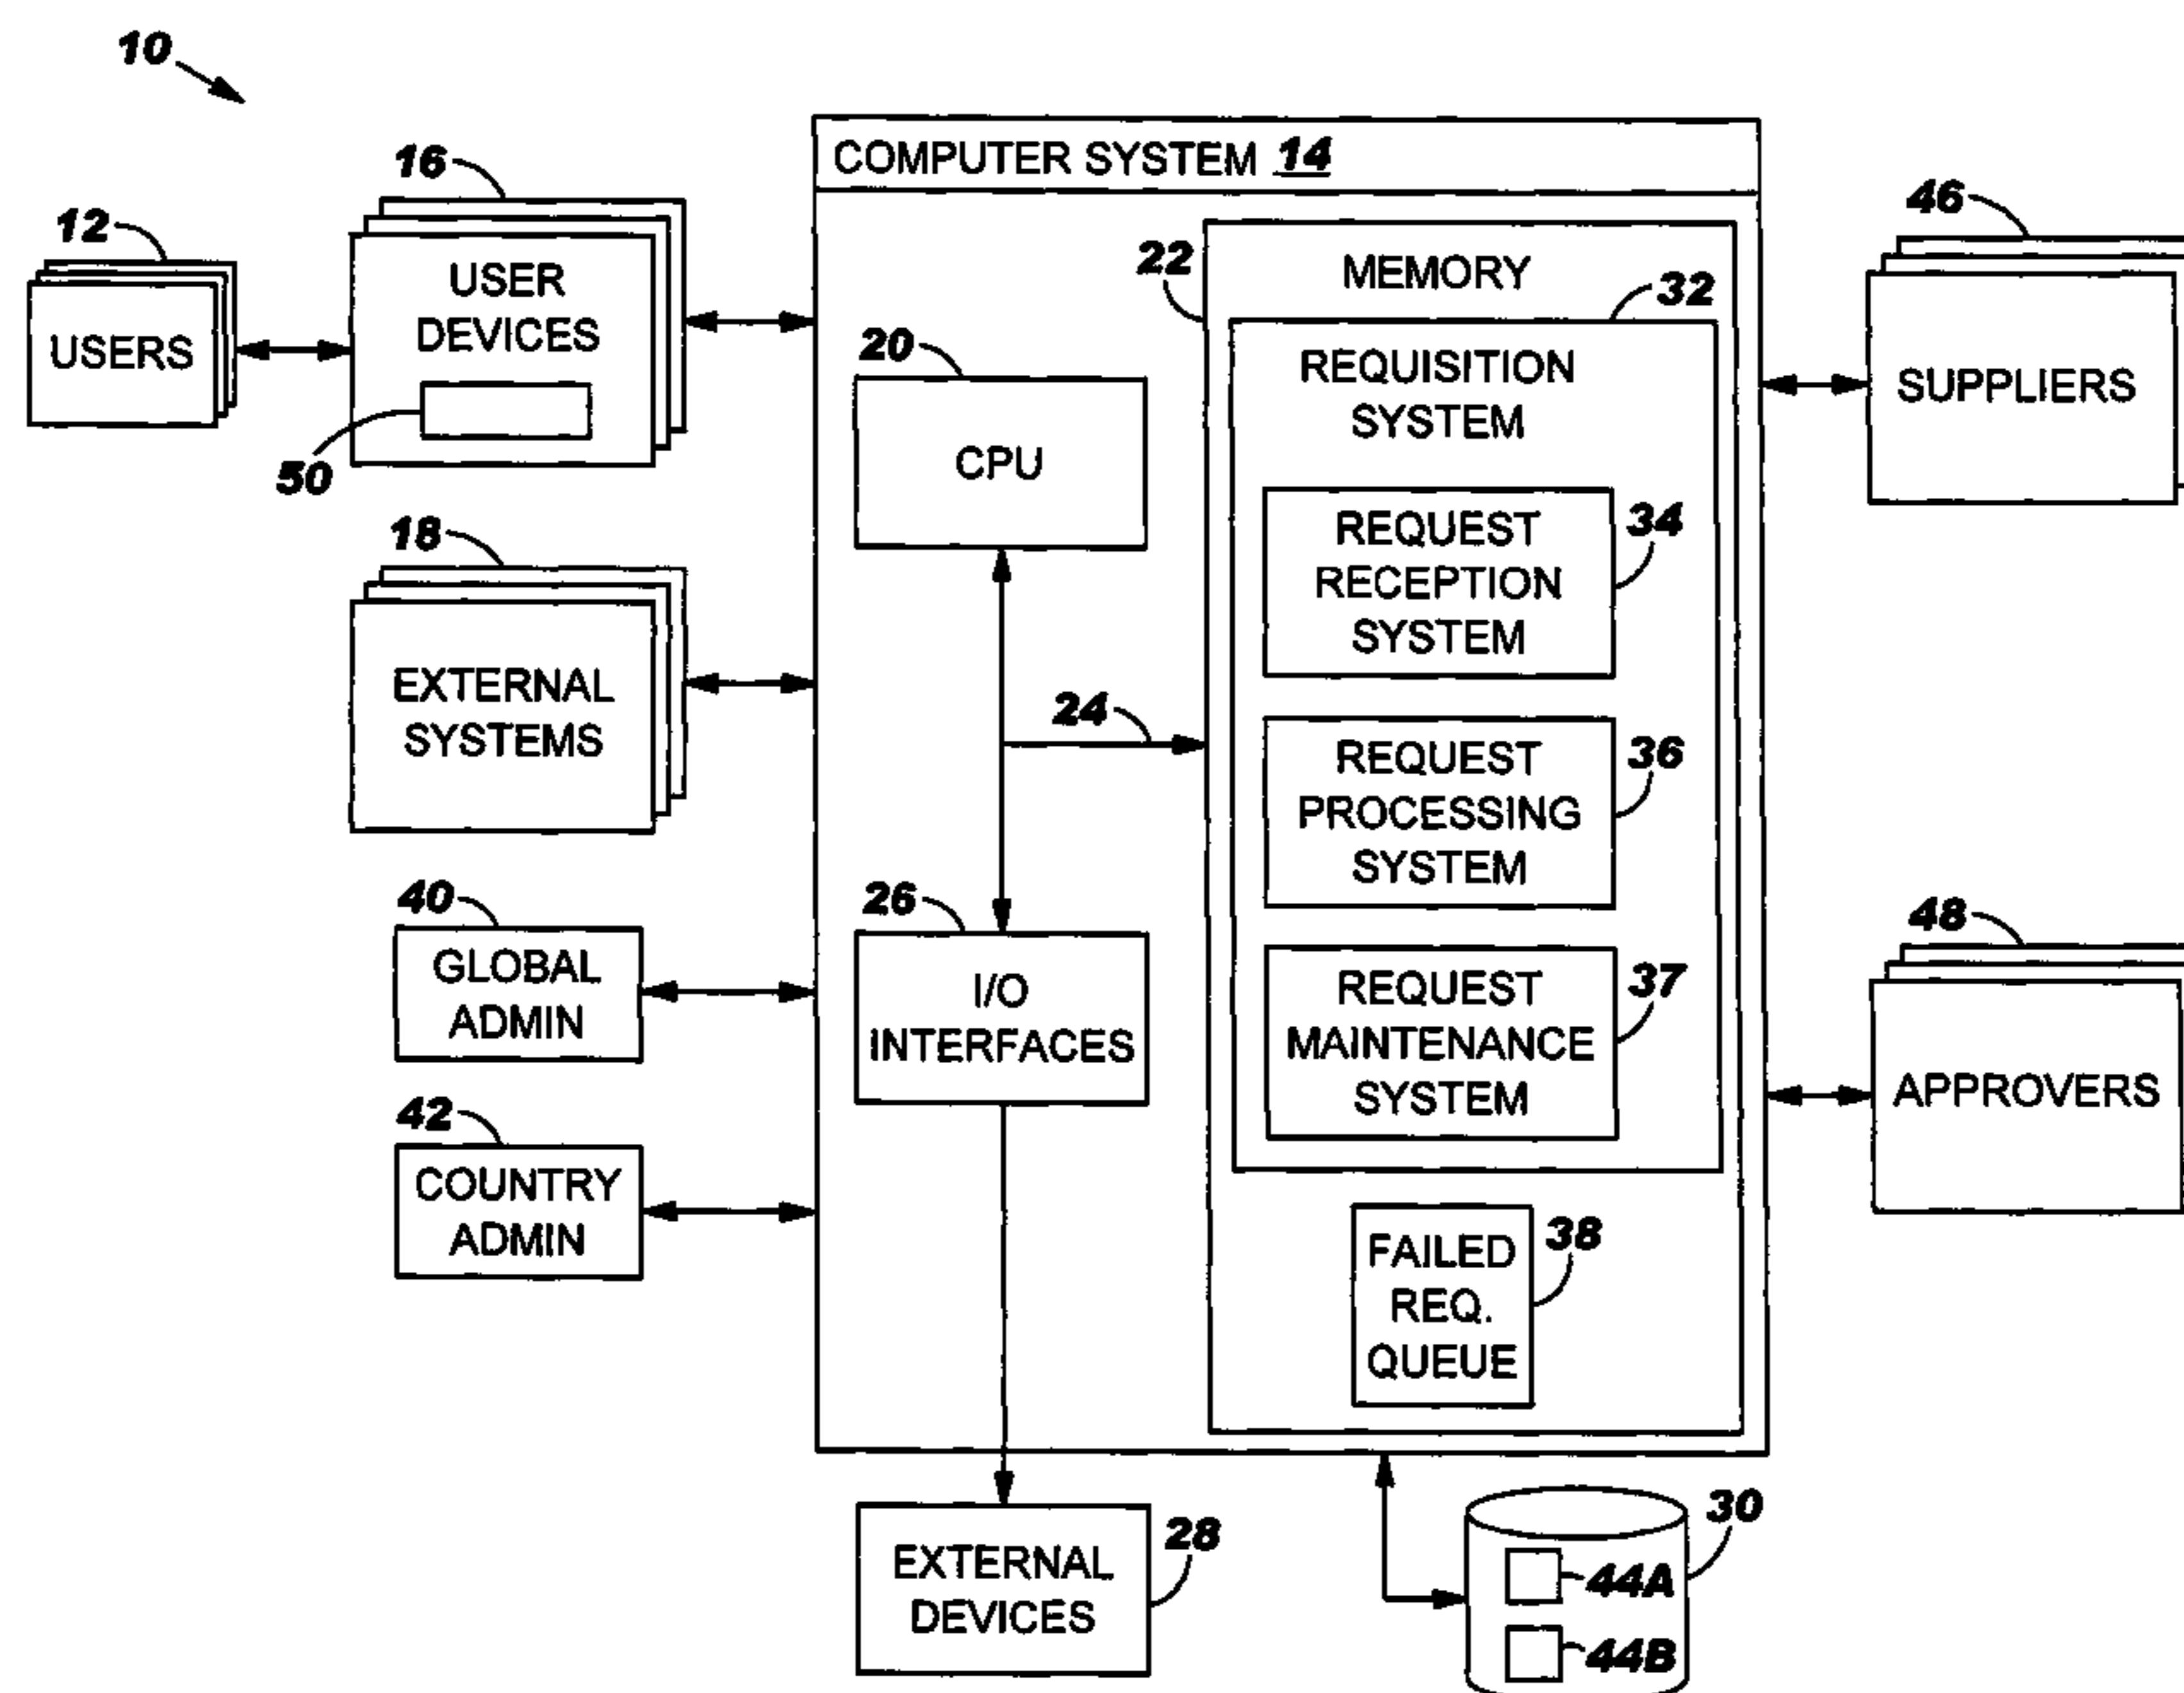 10
COMPUTER SYSTEM 14
16
12
46
USER
DEVICES
22
MEMORY
32
USERS
20
REQUISITION
SYSTEM
SUPPLIERS
50
CPU
18
REQUEST
RECEPTION
SYSTEM
34
EXTERNAL
SYSTEMS
24
REQUEST
PROCESSING
SYSTEM
36
40
26
48
GLOBAL
ADMIN
I/O
INTERFACES
REQUEST
MAINTENANCE
SYSTEM
37
APPROVERS
42
COUNTRY
ADMIN
FAILED
REQ.
QUEUE
38
30
EXTERNAL
DEVICES
28
44A
44B